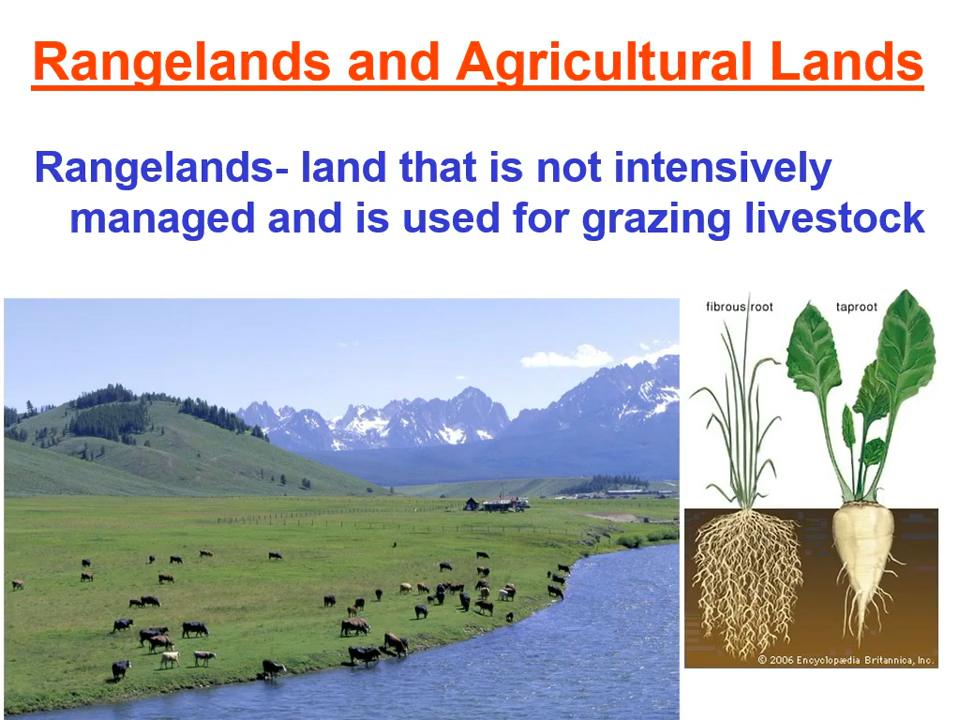 Rangelands and Agricultural Lands
Rangelands- land that is not intensively
managed and is used for grazing livestock
fibrous root
taproot
© 2006 Encyclopædia Britannica, Inc.